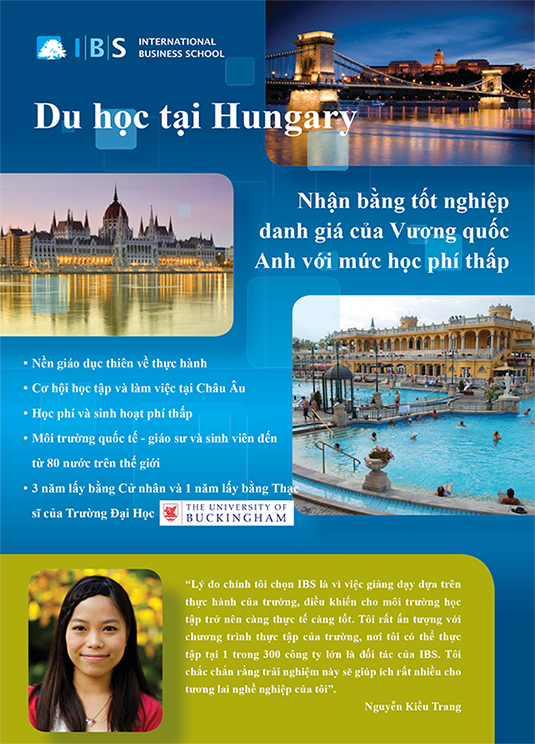 IBS INTERNATIONAL
BUSINESS SCHOOL
Du học tại Hungary
Nhận bằng tốt nghiệp
danh giá của Vương quốc
Anh với mức học phí thấp
• Nền giáo dục thiên về thực hành
• Cơ hội học tập và làm việc tại Châu Âu
• Học phí và sinh hoạt phí thấp
• Môi trường quốc tế - giáo sư và sinh viên đến
từ 80 nước trên thế giới
• 3 năm lấy bằng Cử nhân và 1 năm lấy bằng Thạc
sĩ của Trường Đại Học THE UNIVERSITY OF
BUCKINGHAM
“Lý do chính tôi chọn IBS là vì việc giảng dạy dựa trên
thực hành của trường, điều khiến cho môi trường học
tập trở nên càng thực tế càng tốt. Tôi rất ấn tượng với
chương trình thực tập của trường, nơi tôi có thể thực
tập tại 1 trong 300 công ty lớn là đối tác của IBS. Tôi
chắc chắn rằng trải nghiệm này sẽ giúp ích rất nhiều cho
tương lai nghề nghiệp của tôi”.
Nguyễn Kiều Trang